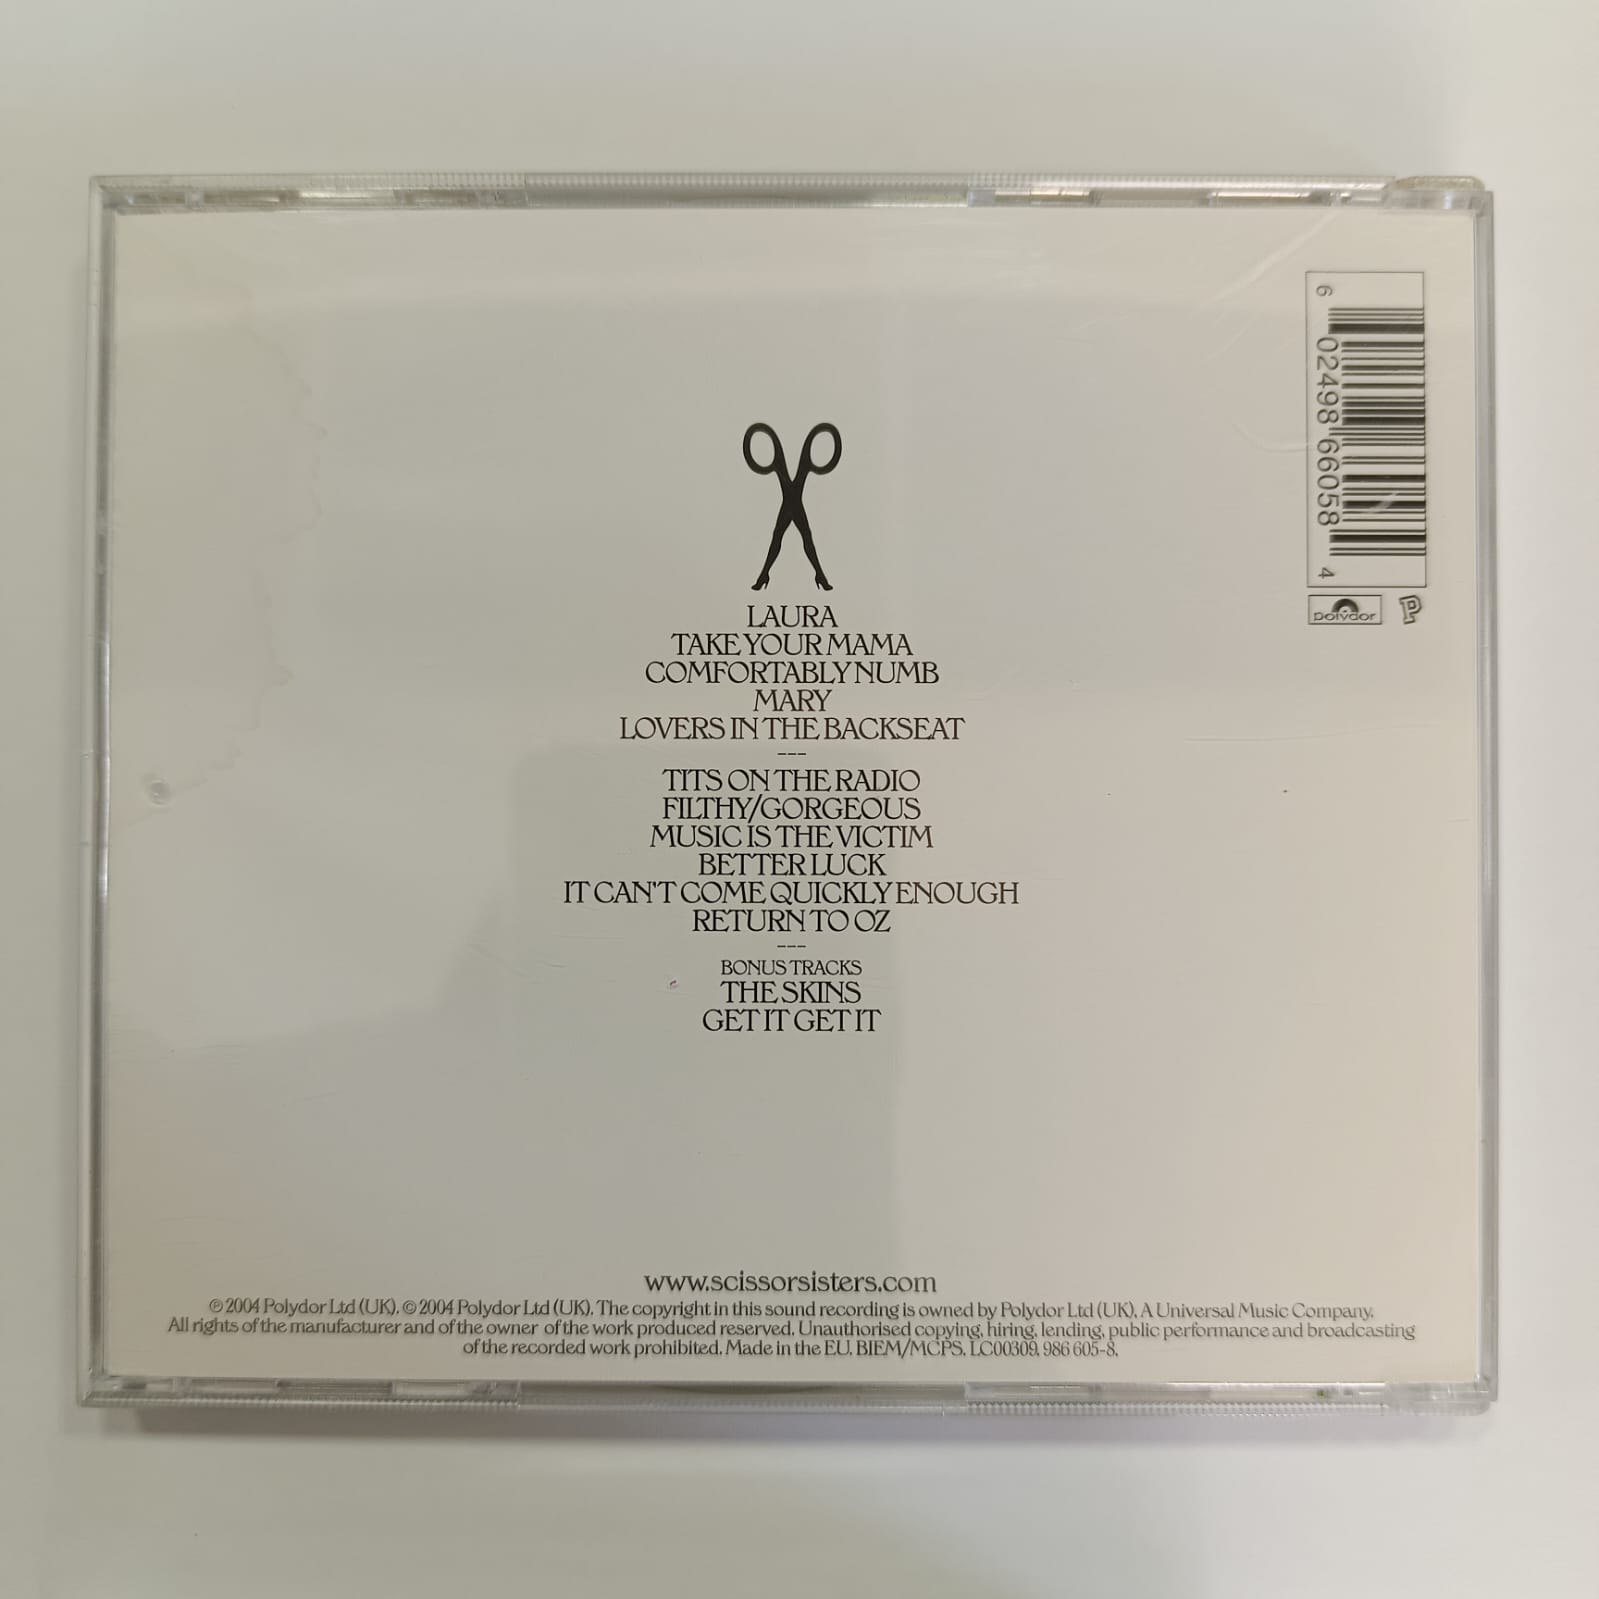 LAURA
TAKE YOUR MAMA
COMFORTABLY NUMB
MARY
LOVERS IN THE BACKSEAT
---
TITS ON THE RADIO
FILTHY/GORGEOUS
MUSIC IS THE VICTIM
BETTER LUCK
IT CAN'T COME QUICKLY ENOUGH
RETURN TO OZ
---
BONUS TRACKS
THE SKINS
GET IT GET IT
6 02498 66058 4
polydor P
www.scissorsisters.com
℗ 2004 Polydor Ltd (UK). © 2004 Polydor Ltd (UK). The copyright in this sound recording is owned by Polydor Ltd (UK). A Universal Music Company.
All rights of the manufacturer and of the owner of the work produced reserved. Unauthorised copying, hiring, lending, public performance and broadcasting
of the recorded work prohibited. Made in the EU. BIEM/MCPS. LC00309. 986 605-8.